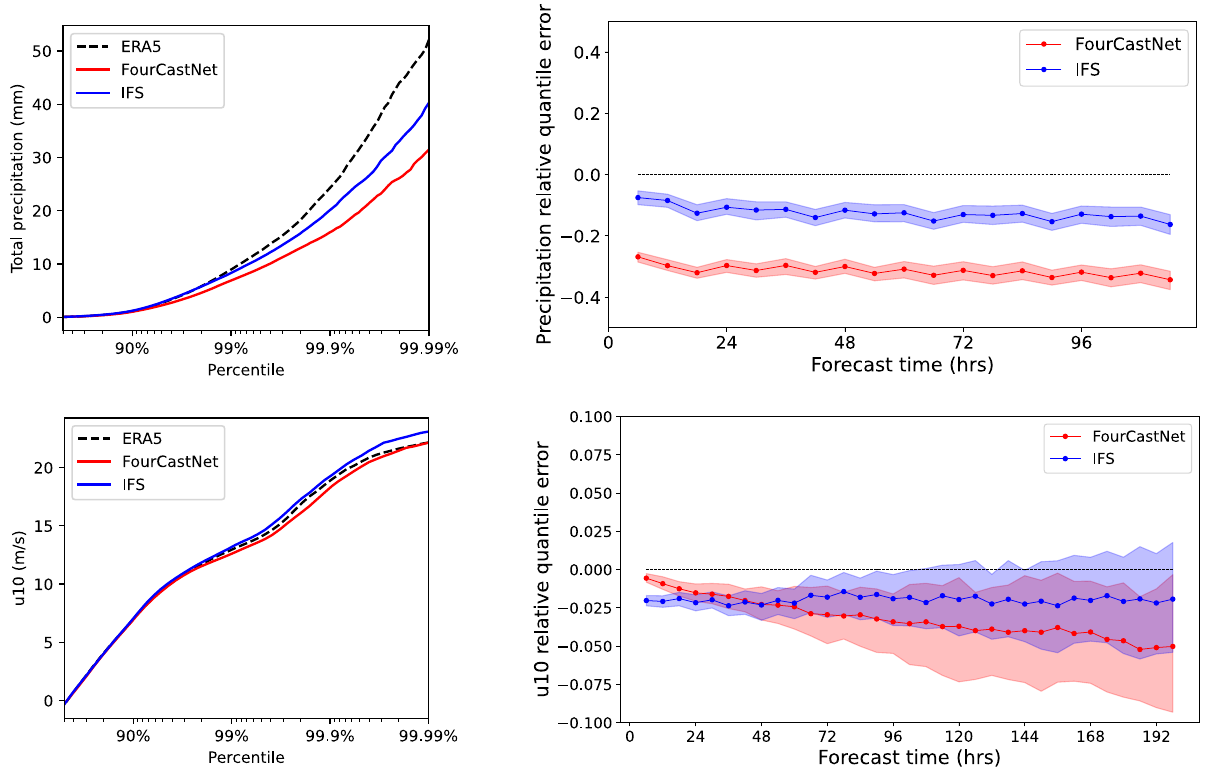 Total precipitation (mm)
50
40
30
20
10
0
ERA5
FourCastNet
IFS
90%
99%
99.9%
99.99%
Percentile
Precipitation relative quantile error
0.4
0.2
0.0
−0.2
−0.4
FourCastNet
IFS
0
24
48
72
96
Forecast time (hrs)
u10 (m/s)
20
15
10
5
0
ERA5
FourCastNet
IFS
90%
99%
99.9%
99.99%
Percentile
u10 relative quantile error
0.100
0.075
0.050
0.025
0.000
−0.025
−0.050
−0.075
−0.100
FourCastNet
IFS
0
24
48
72
96
120
144
168
192
Forecast time (hrs)